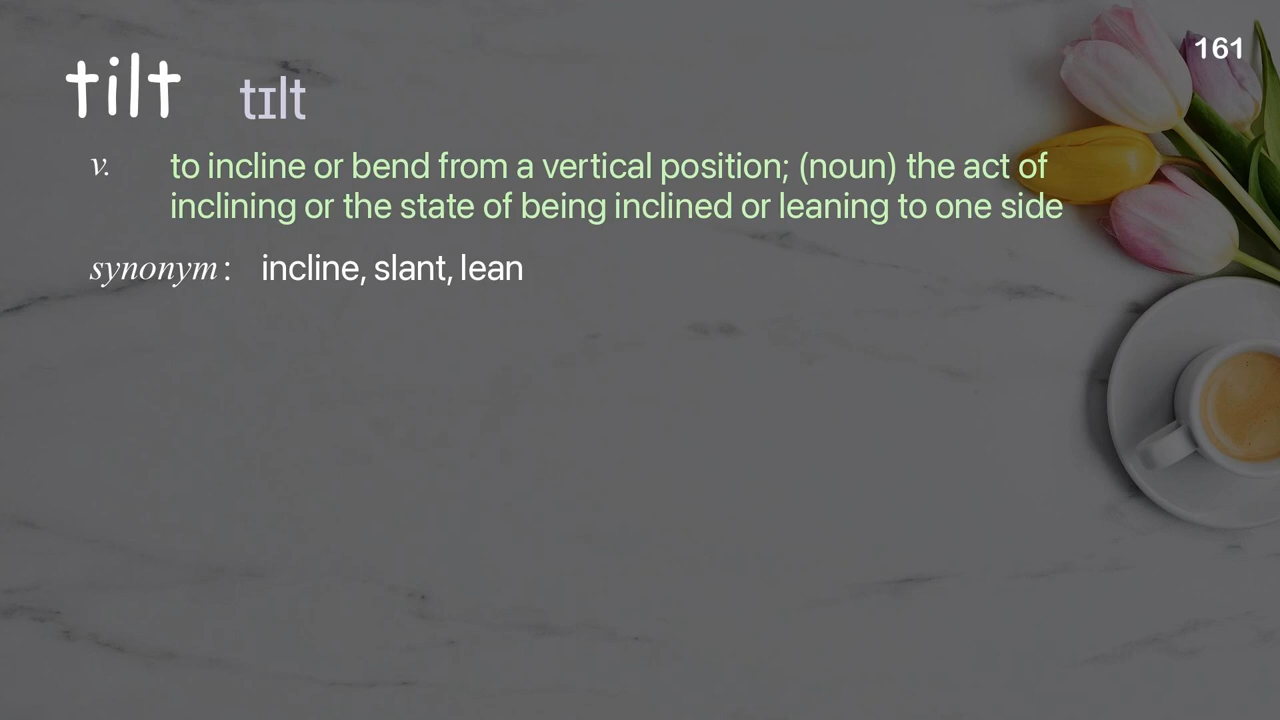 161
tilt tɪlt
v. to incline or bend from a vertical position; (noun) the act of
inclining or the state of being inclined or leaning to one side
synonym: incline, slant, lean